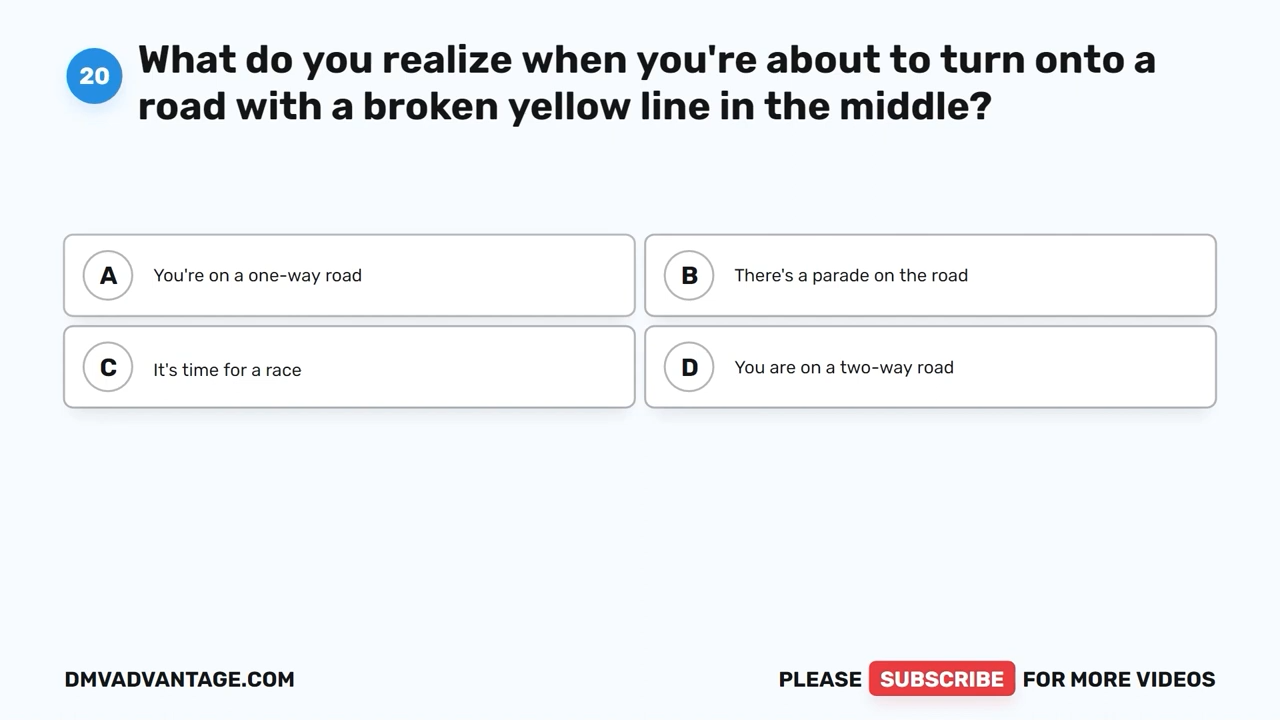 20
What do you realize when you're about to turn onto a
road with a broken yellow line in the middle?
A You're on a one-way road
B There's a parade on the road
C It's time for a race
D You are on a two-way road
DMVADVANTAGE.COM
PLEASE SUBSCRIBE FOR MORE VIDEOS